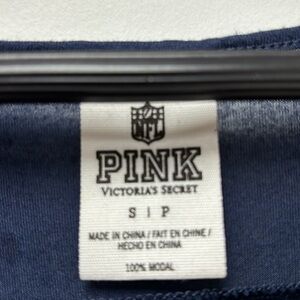 NFL
PINK
VICTORIA'S SECRET
S | P
MADE IN CHINA / FAIT EN CHINE /
HECHO EN CHINA
100% MODAL